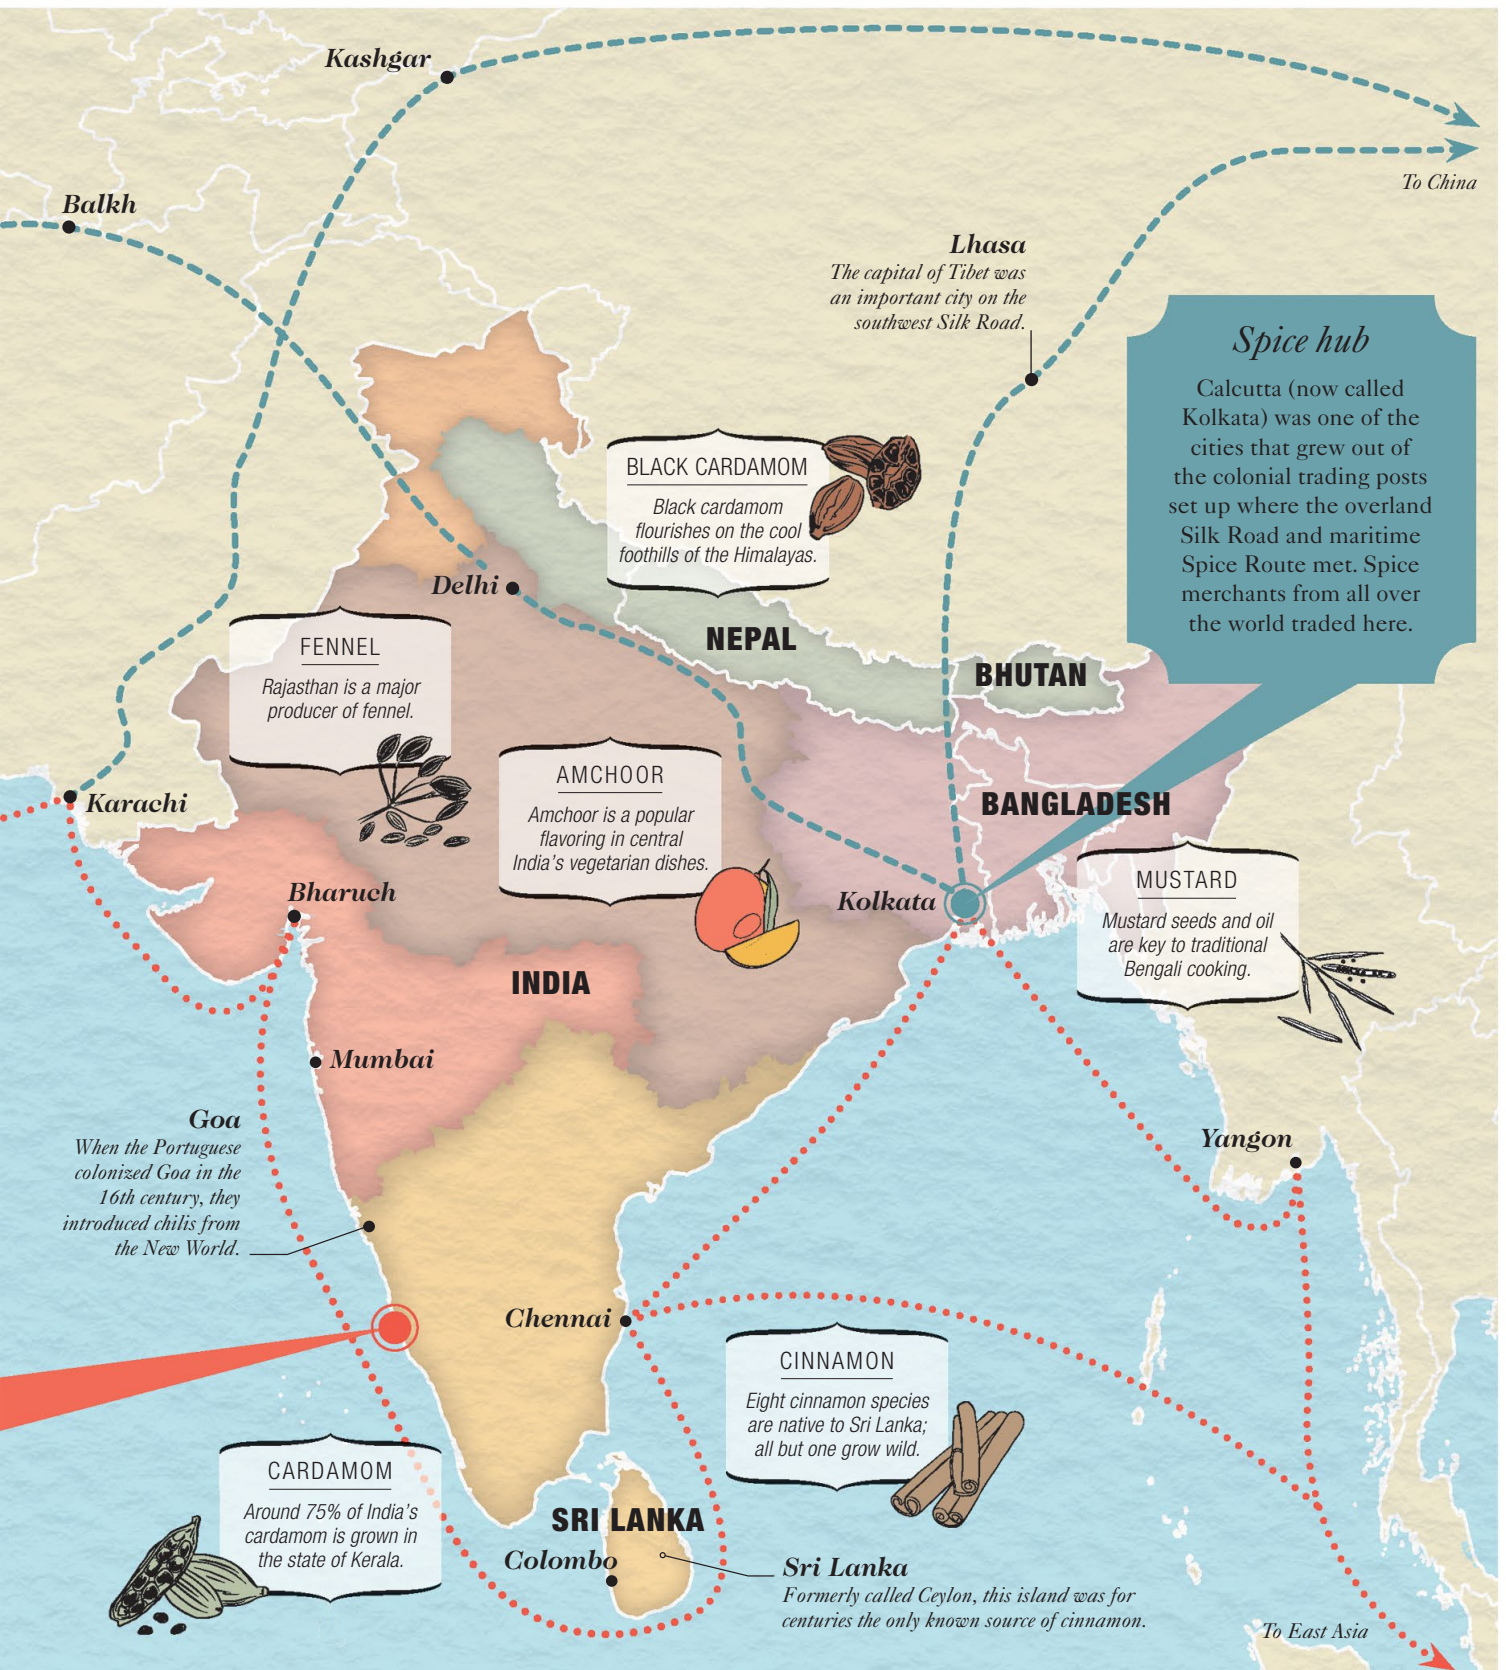 Kashgar
To China
Balkh
Lhasa
The capital of Tibet was
an important city on the
southwest Silk Road.
Spice hub
Calcutta (now called
Kolkata) was one of the
cities that grew out of
the colonial trading posts
set up where the overland
Silk Road and maritime
Spice Route met. Spice
merchants from all over
the world traded here.
BLACK CARDAMOM
Black cardamom
flourishes on the cool
foothills of the Himalayas.
Delhi
FENNEL
Rajasthan is a major
producer of fennel.
NEPAL
BHUTAN
AMCHOOR
Amchoor is a popular
flavoring in central
India's vegetarian dishes.
Karachi
BANGLADESH
Bharuch
Kolkata
MUSTARD
Mustard seeds and oil
are key to traditional
Bengali cooking.
INDIA
Mumbai
Goa
When the Portuguese
colonized Goa in the
16th century, they
introduced chilis from
the New World.
Yangon
Chennai
CINNAMON
Eight cinnamon species
are native to Sri Lanka;
all but one grow wild.
CARDAMOM
Around 75% of India's
cardamom is grown in
the state of Kerala.
SRI LANKA
Colombo
Sri Lanka
Formerly called Ceylon, this island was for
centuries the only known source of cinnamon.
To East Asia